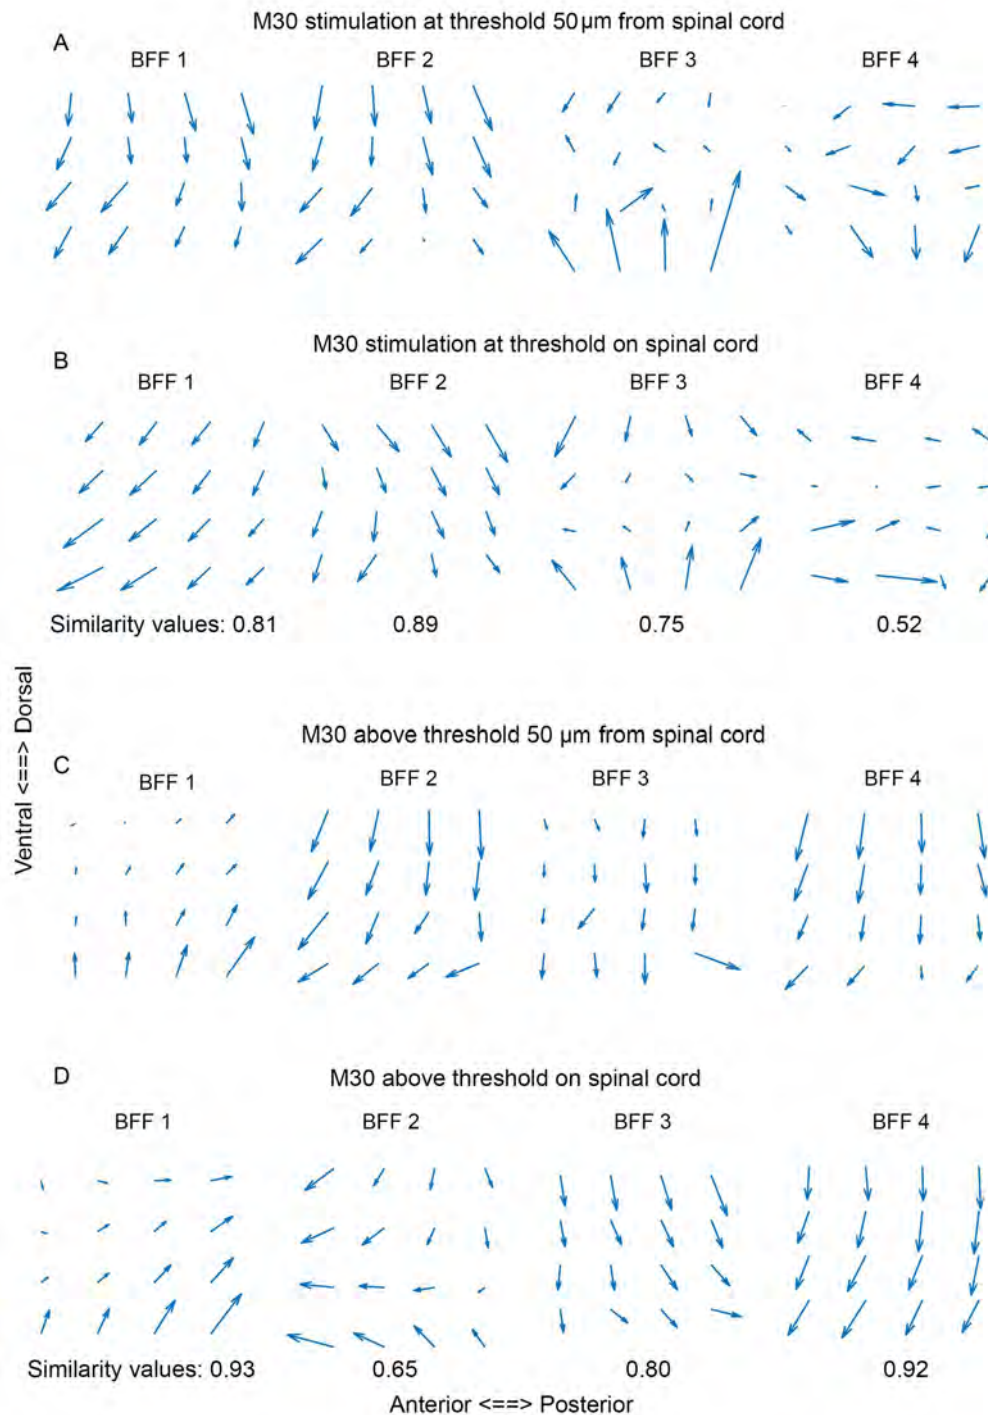 M30 stimulation at threshold 50 µm from spinal cord
A
BFF 1 BFF 2 BFF 3 BFF 4
M30 stimulation at threshold on spinal cord
B
BFF 1 BFF 2 BFF 3 BFF 4
Similarity values: 0.81 0.89 0.75 0.52
Ventral <==> Dorsal
M30 above threshold 50 µm from spinal cord
C
BFF 1 BFF 2 BFF 3 BFF 4
D
M30 above threshold on spinal cord
BFF 1 BFF 2 BFF 3 BFF 4
Similarity values: 0.93 0.65 0.80 0.92
Anterior <==> Posterior